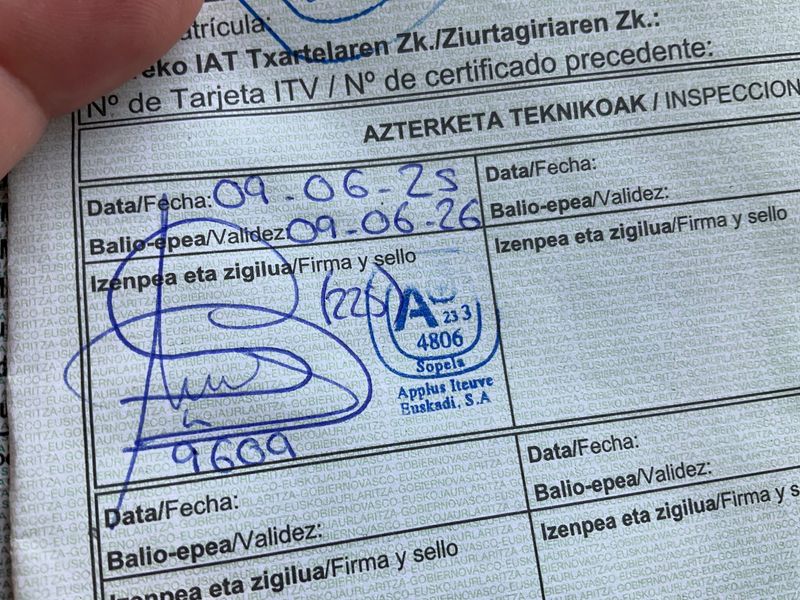 atrícula:
eko IAT Txartelaren Zk./Ziurtagiriaren Zk.:
Nº de Tarjeta ITV / Nº de certificado precedente:
AZTERKETA TEKNIKOAK / INSPECCION
Data/Fecha: 09-06-25
Balio-epea/Validez: 09-06-26
Izenpea eta zigilua/Firma y sello
(225)
A 23 3
4806
Sopela
Applus Iteuve
Euskadi, S.A
9609
Data/Fecha:
Balio-epea/Validez:
Izenpea eta zigilua/Firma y sello
Data/Fecha:
Balio-epea/Validez:
Izenpea eta zigilua/Firma y sello
Data/Fecha:
Balio-epea/Validez:
Izenpea eta zigilua/Firma y s